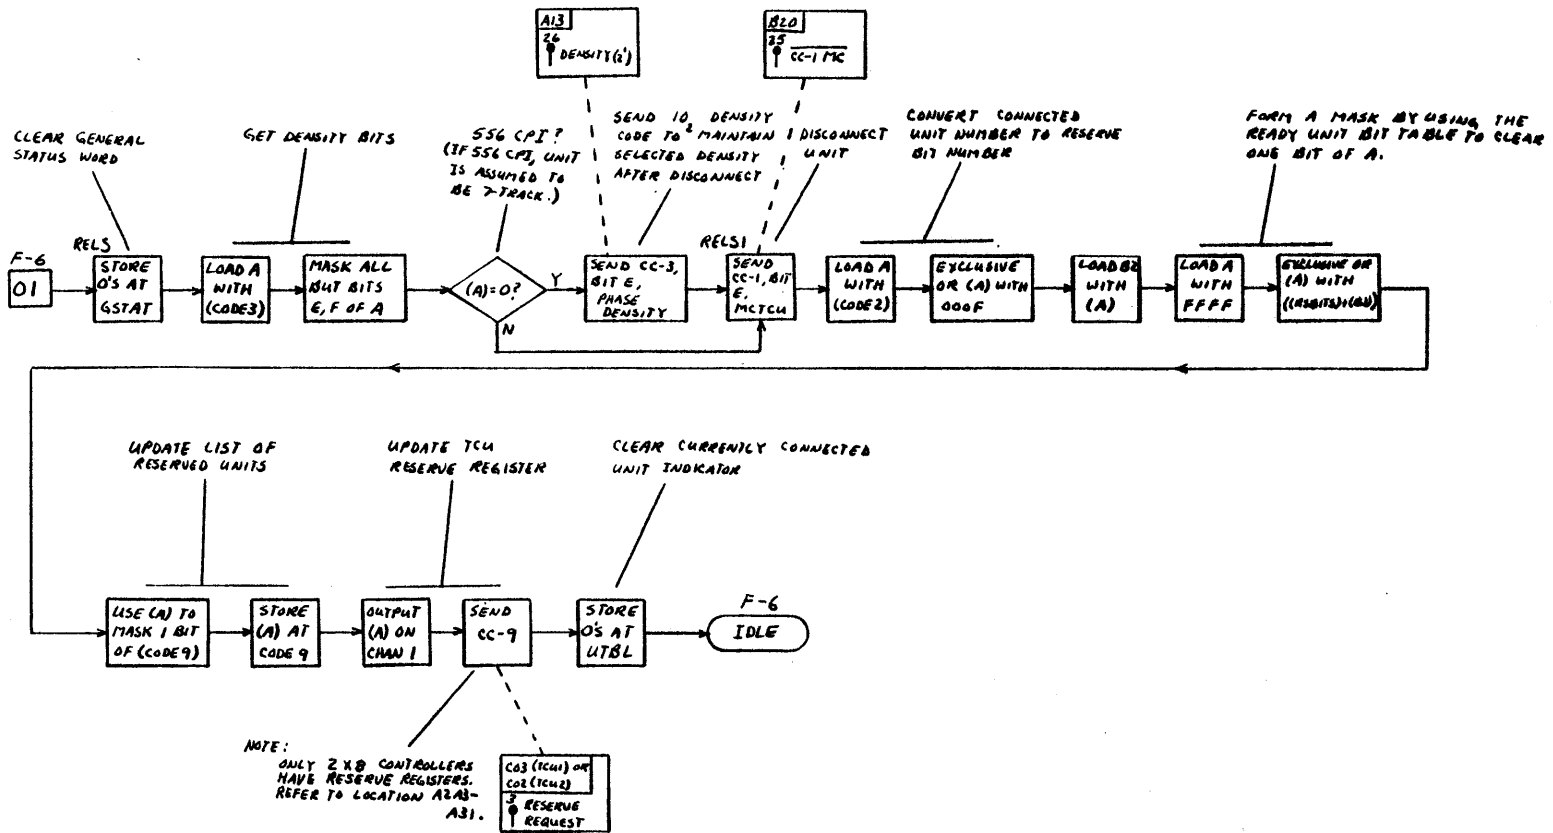 A13
26
DENSITY(2')
B20
35
CC-1 MC
CLEAR GENERAL
STATUS WORD
GET DENSITY BITS
556 CPI?
(IF 556 CPI, UNIT
IS ASSUMED TO
BE 7-TRACK.)
SEND 10₂ DENSITY
CODE TO MAINTAIN
SELECTED DENSITY
AFTER DISCONNECT
DISCONNECT
UNIT
CONVERT CONNECTED
UNIT NUMBER TO RESERVE
BIT NUMBER
FORM A MASK BY USING THE
READY UNIT BIT TABLE TO CLEAR
ONE BIT OF A.
F-6
01
RELS
STORE
0'S AT
GSTAT
LOAD A
WITH
(CODE3)
MASK ALL
BUT BITS
E, F OF A
(A)=0?
Y
N
SEND CC-3,
BIT E,
PHASE
DENSITY
RELS1
SEND
CC-1, BIT
E,
MCTCU
LOAD A
WITH
(CODE2)
EXCLUSIVE
OR (A) WITH
000F
LOAD B2
WITH
(A)
LOAD A
WITH
FFFF
EXCLUSIVE OR
(A) WITH
UPDATE LIST OF
RESERVED UNITS
UPDATE TCU
RESERVE REGISTER
CLEAR CURRENTLY CONNECTED
UNIT INDICATOR
USE (A) TO
MASK 1 BIT
OF (CODE9)
STORE
(A) AT
CODE 9
OUTPUT
(A) ON
CHAN 1
SEND
CC-9
STORE
0'S AT
UTBL
F-6
IDLE
NOTE:
ONLY 2X8 CONTROLLERS
HAVE RESERVE REGISTERS.
REFER TO LOCATION A2A3-
A31.
C03 (TCU1) OR
C02 (TCU2)
3
RESERVE
REQUEST